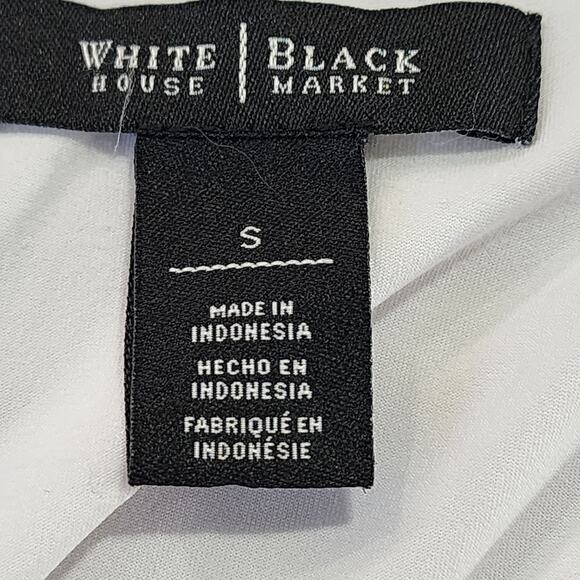 WHITE | BLACK
HOUSE MARKET
S
MADE IN
INDONESIA
HECHO EN
INDONESIA
FABRIQUÉ EN
INDONÉSIE